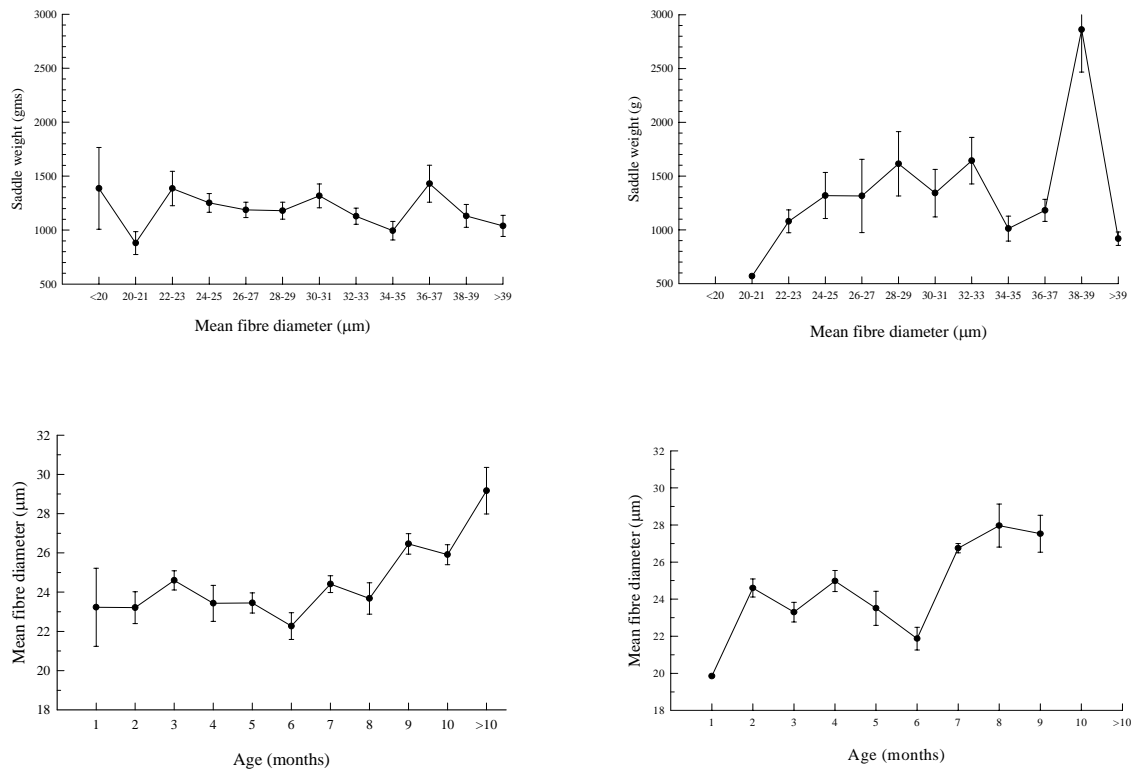 3000
2500
2000
1500
1000
500
Saddle weight (gms)
<20 20-21 22-23 24-25 26-27 28-29 30-31 32-33 34-35 36-37 38-39 >39
Mean fibre diameter (μm)
3000
2500
2000
1500
1000
500
Saddle weight (g)
<20 20-21 22-23 24-25 26-27 28-29 30-31 32-33 34-35 36-37 38-39 >39
Mean fibre diameter (μm)
32
30
28
26
24
22
20
18
Mean fibre diameter (μm)
1 2 3 4 5 6 7 8 9 10 >10
Age (months)
32
30
28
26
24
22
20
18
Mean fibre diameter (μm)
1 2 3 4 5 6 7 8 9 10 >10
Age (months)